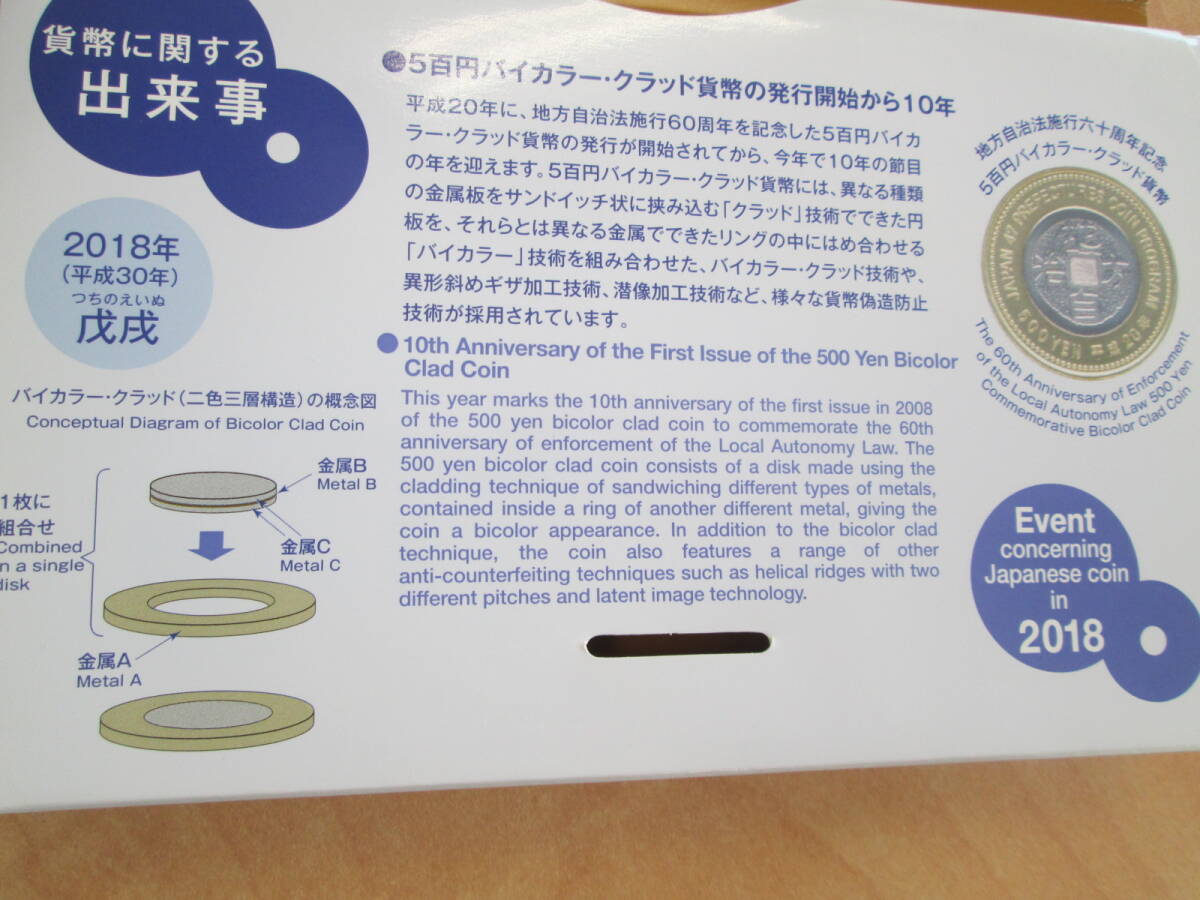 貨幣に関する
出来事
2018年
(平成30年)
つちのえいぬ
戊戌
バイカラー・クラッド(二色三層構造)の概念図
Conceptual Diagram of Bicolor Clad Coin
1枚に
組合せ
Combined
n a single
disk
金属B
Metal B
金属C
Metal C
金属A
Metal A
●5百円バイカラー・クラッド貨幣の発行開始から10年
平成20年に、地方自治法施行60周年を記念した5百円バイカ
ラー・クラッド貨幣の発行が開始されてから、今年で10年の節目
の年を迎えます。5百円バイカラー・クラッド貨幣には、異なる種類
の金属板をサンドイッチ状に挟み込む「クラッド」技術でできた円
板を、それらとは異なる金属でできたリングの中にはめ合わせる
「バイカラー」技術を組み合わせた、バイカラー・クラッド技術や、
異形斜めギザ加工技術、潜像加工技術など、様々な貨幣偽造防止
技術が採用されています。
●10th Anniversary of the First Issue of the 500 Yen Bicolor
Clad Coin
This year marks the 10th anniversary of the first issue in 2008
of the 500 yen bicolor clad coin to commemorate the 60th
anniversary of enforcement of the Local Autonomy Law. The
500 yen bicolor clad coin consists of a disk made using the
cladding technique of sandwiching different types of metals,
contained inside a ring of another different metal, giving the
coin a bicolor appearance. In addition to the bicolor clad
technique, the coin also features a range of other
anti-counterfeiting techniques such as helical ridges with two
different pitches and latent image technology.
地方自治法施行六十周年記念
5百円バイカラー・クラッド貨幣
JAPAN 47 PREFECTURES COIN PROGRAM
500 YEN 平成20年
The 60th Anniversary of Enforcement
of the Local Autonomy Law 500 Yen
Commemorative Bicolor Clad Coin
Event
concerning
Japanese coin
in
2018